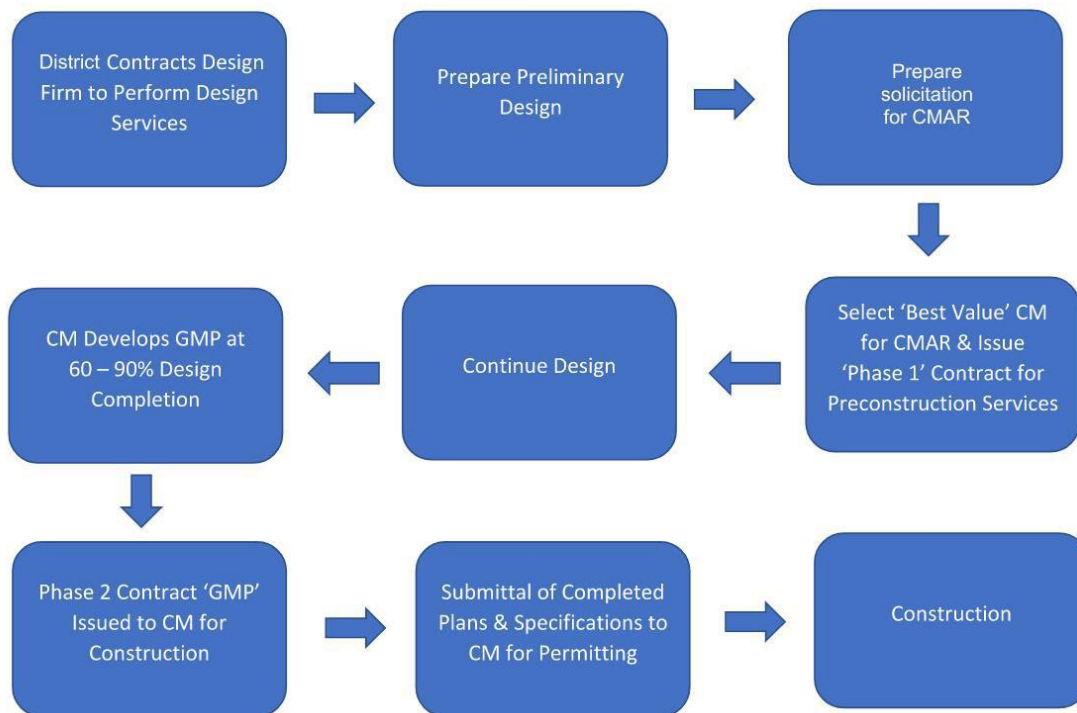 District Contracts Design
Firm to Perform Design
Services
Prepare Preliminary
Design
Prepare
solicitation
for CMAR
Select ‘Best Value’ CM
for CMAR & Issue
‘Phase 1’ Contract for
Preconstruction Services
Continue Design
CM Develops GMP at
60 – 90% Design
Completion
Phase 2 Contract ‘GMP’
Issued to CM for
Construction
Submittal of Completed
Plans & Specifications to
CM for Permitting
Construction